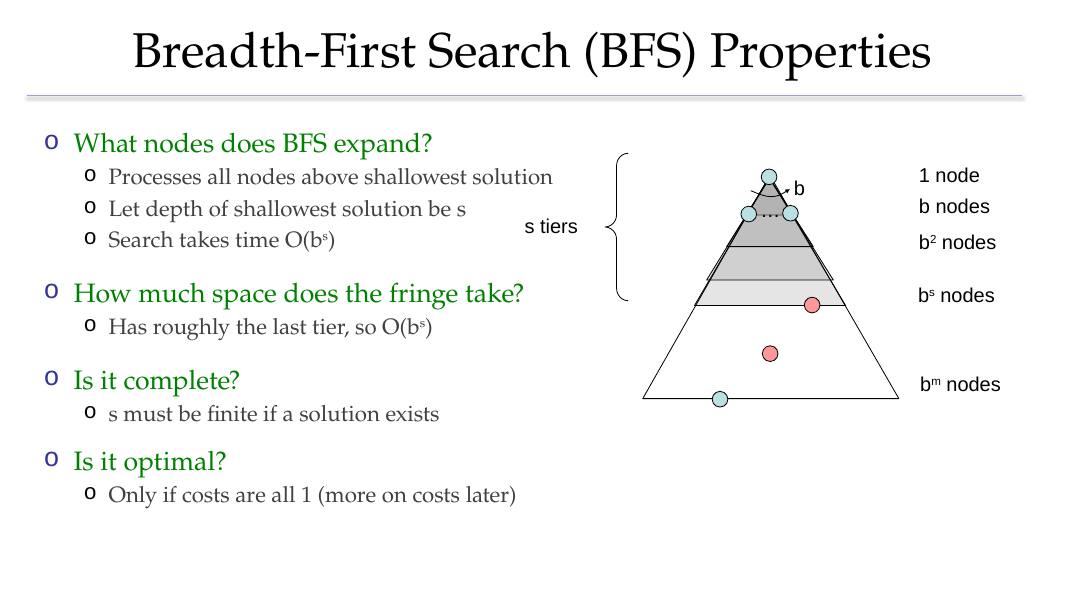 Breadth-First Search (BFS) Properties
o What nodes does BFS expand?
o Processes all nodes above shallowest solution
o Let depth of shallowest solution be s
o Search takes time O(bˢ)
o How much space does the fringe take?
o Has roughly the last tier, so O(bˢ)
o Is it complete?
o s must be finite if a solution exists
o Is it optimal?
o Only if costs are all 1 (more on costs later)
s tiers
b
…
1 node
b nodes
b² nodes
bˢ nodes
bᵐ nodes